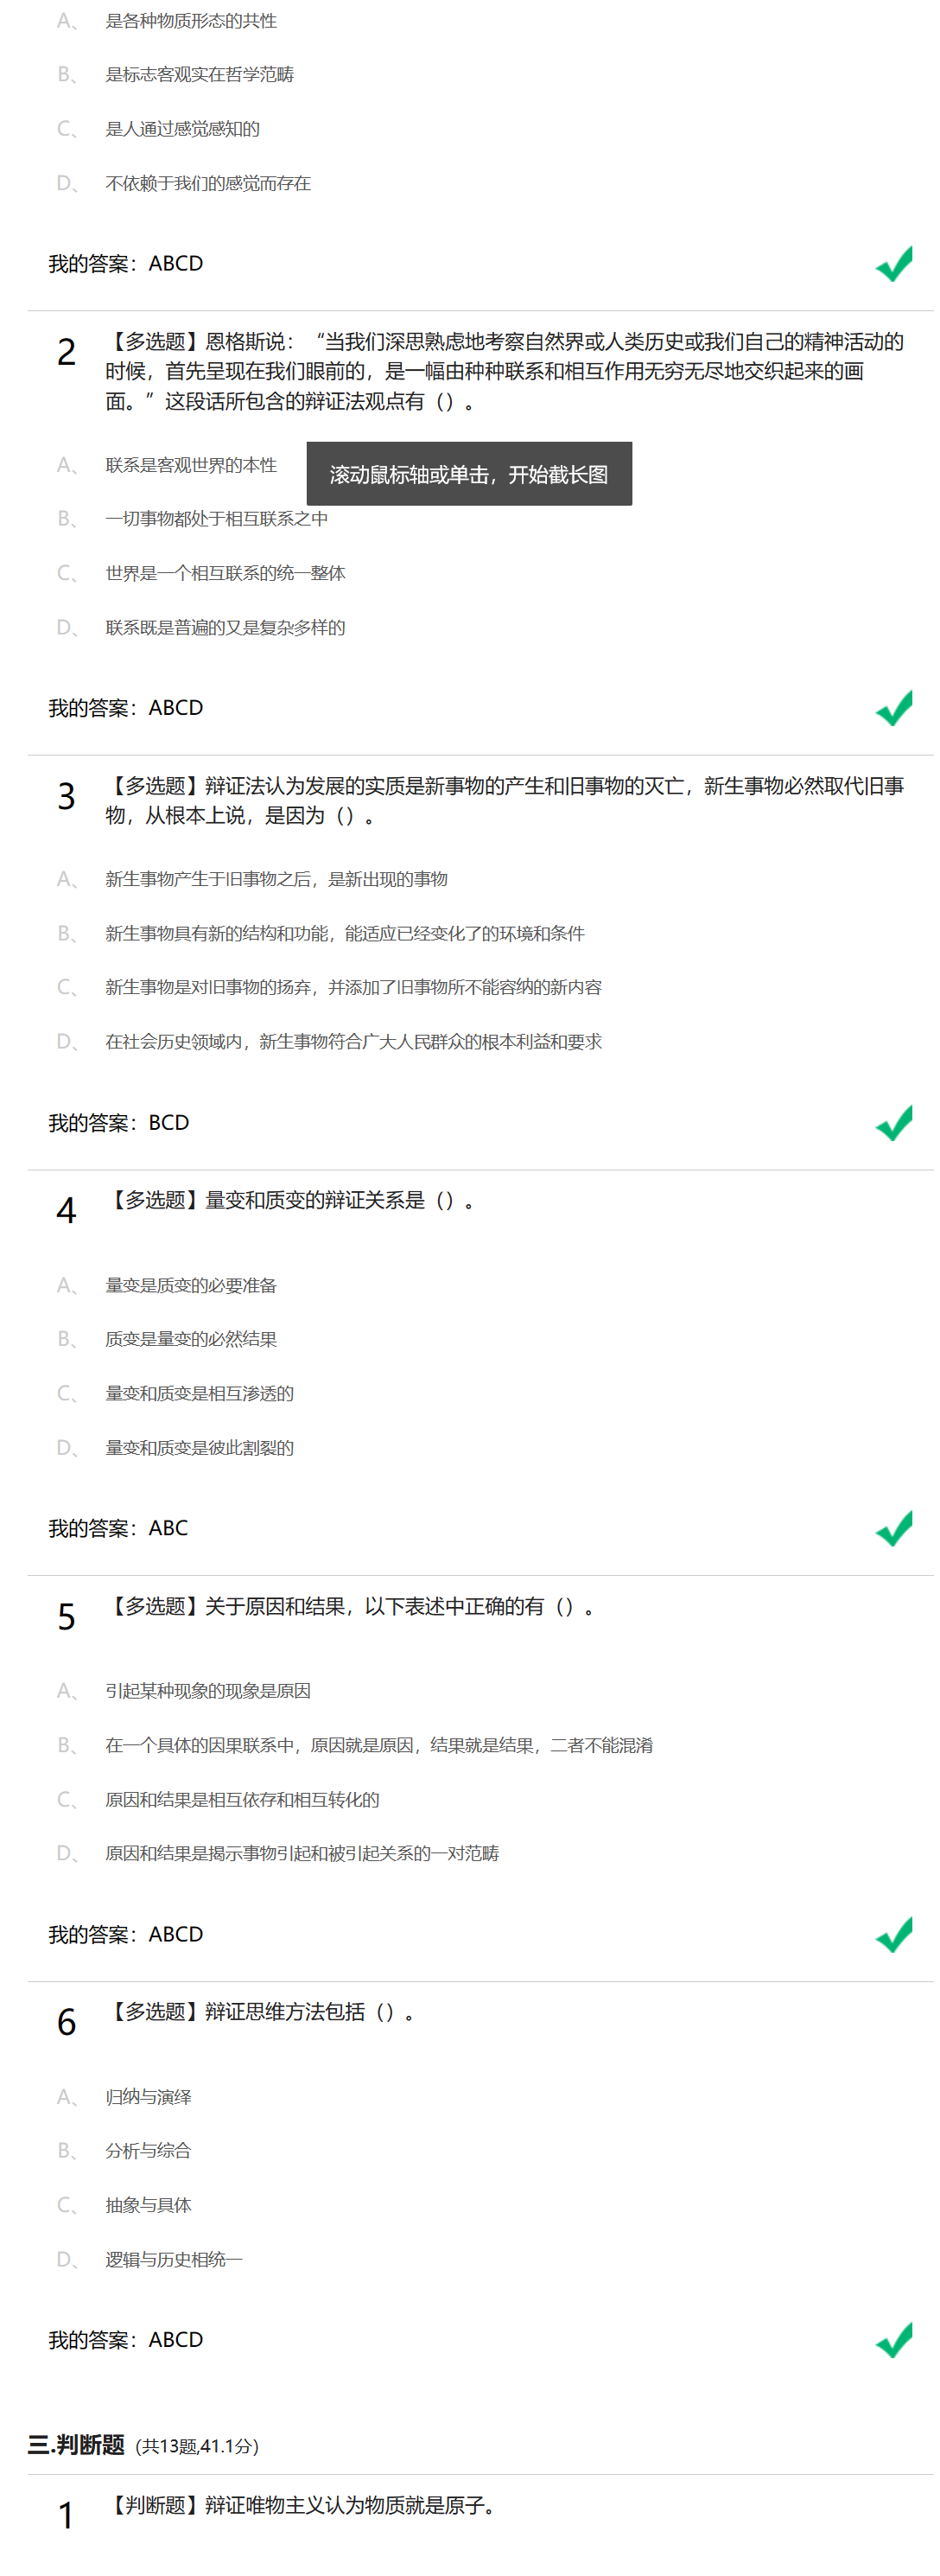 A、 是各种物质形态的共性
B、 是标志客观实在哲学范畴
C、 是人通过感觉感知的
D、 不依赖于我们的感觉而存在
我的答案：ABCD
2 【多选题】恩格斯说：“当我们深思熟虑地考察自然界或人类历史或我们自己的精神活动的
时候，首先呈现在我们眼前的，是一幅由种种联系和相互作用无穷无尽地交织起来的画
面。”这段话所包含的辩证法观点有（）。
A、 联系是客观世界的本性
滚动鼠标轴或单击，开始截长图
B、 一切事物都处于相互联系之中
C、 世界是一个相互联系的统一整体
D、 联系既是普遍的又是复杂多样的
我的答案：ABCD
3 【多选题】辩证法认为发展的实质是新事物的产生和旧事物的灭亡，新生事物必然取代旧事
物，从根本上说，是因为（）。
A、 新生事物产生于旧事物之后，是新出现的事物
B、 新生事物具有新的结构和功能，能适应已经变化了的环境和条件
C、 新生事物是对旧事物的扬弃，并添加了旧事物所不能容纳的新内容
D、 在社会历史领域内，新生事物符合广大人民群众的根本利益和要求
我的答案：BCD
4 【多选题】量变和质变的辩证关系是（）。
A、 量变是质变的必要准备
B、 质变是量变的必然结果
C、 量变和质变是相互渗透的
D、 量变和质变是彼此割裂的
我的答案：ABC
5 【多选题】关于原因和结果，以下表述中正确的有（）。
A、 引起某种现象的现象是原因
B、 在一个具体的因果联系中，原因就是原因，结果就是结果，二者不能混淆
C、 原因和结果是相互依存和相互转化的
D、 原因和结果是揭示事物引起和被引起关系的一对范畴
我的答案：ABCD
6 【多选题】辩证思维方法包括（）。
A、 归纳与演绎
B、 分析与综合
C、 抽象与具体
D、 逻辑与历史相统一
我的答案：ABCD
三.判断题（共13题,41.1分）
1 【判断题】辩证唯物主义认为物质就是原子。